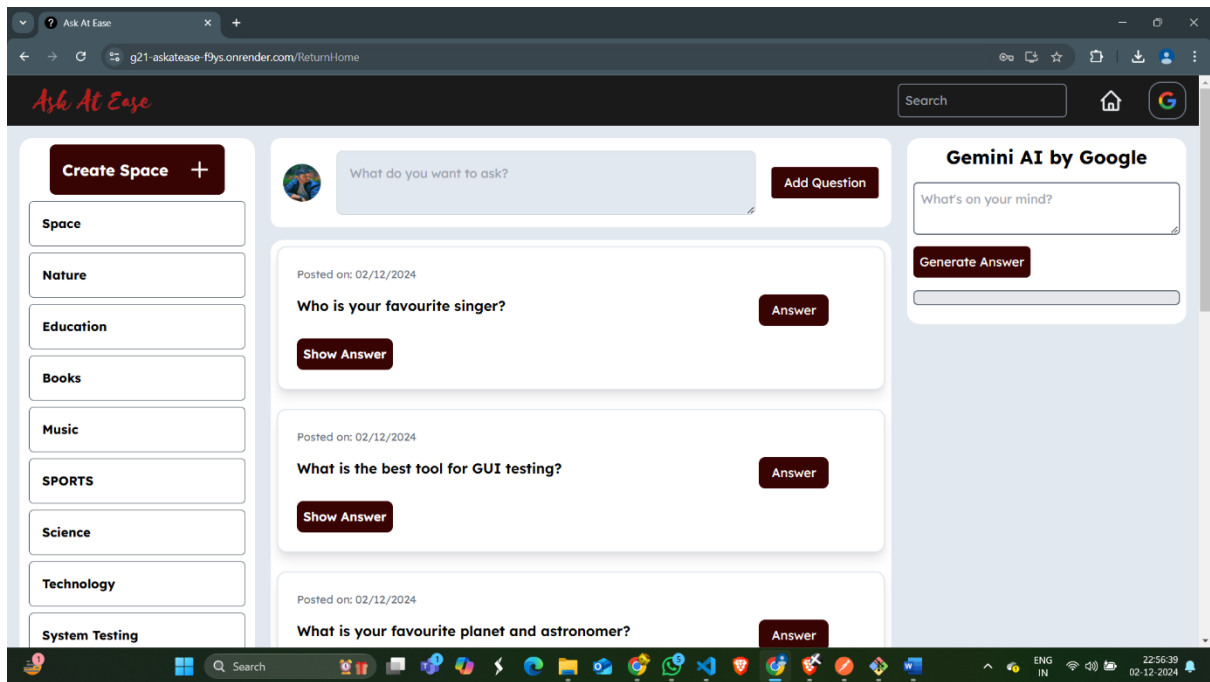 Ask At Ease
g21-askatease-f9ys.onrender.com/ReturnHome
Ask At Ease
Search
Create Space +
Space
Nature
Education
Books
Music
SPORTS
Science
Technology
System Testing
What do you want to ask?
Add Question
Posted on: 02/12/2024
Who is your favourite singer?
Answer
Show Answer
Posted on: 02/12/2024
What is the best tool for GUI testing?
Answer
Show Answer
Posted on: 02/12/2024
What is your favourite planet and astronomer?
Answer
Gemini AI by Google
What's on your mind?
Generate Answer
1
Search
1
5
ENG
IN
22:56:39
02-12-2024